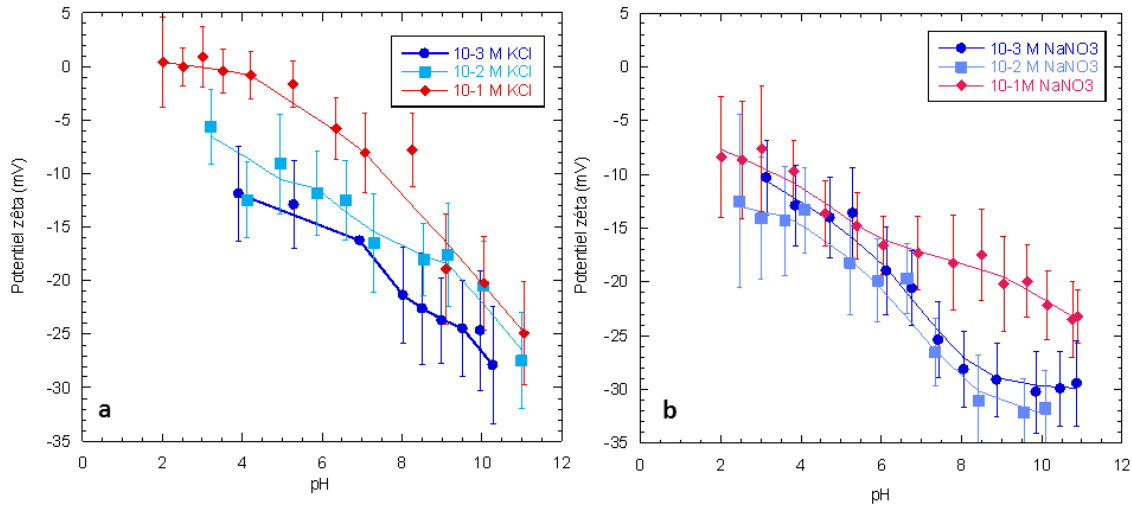 5
0
-5
-10
-15
-20
-25
-30
-35
Potentiel zêta (mV)
10-3 M KCl
10-2 M KCl
10-1 M KCl
a
0 2 4 6 8 10 12
pH
5
0
-5
-10
-15
-20
-25
-30
-35
Potentiel zêta (mV)
10-3 M NaNO3
10-2 M NaNO3
10-1M NaNO3
b
0 2 4 6 8 10 12
pH